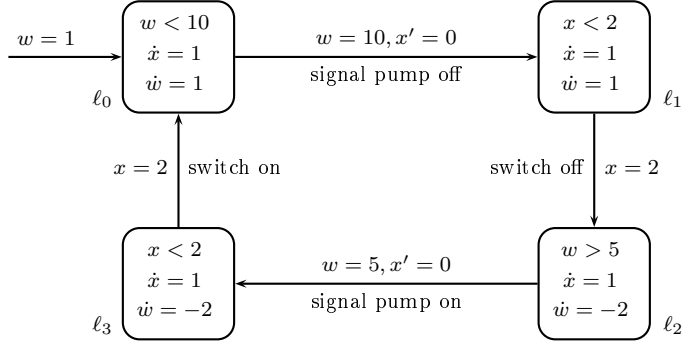 w = 1
w < 10
ẋ = 1
ẇ = 1
ℓ₀
w = 10, x′ = 0
signal pump off
x < 2
ẋ = 1
ẇ = 1
ℓ₁
x = 2
switch on
switch off
x = 2
x < 2
ẋ = 1
ẇ = −2
ℓ₃
w = 5, x′ = 0
signal pump on
w > 5
ẋ = 1
ẇ = −2
ℓ₂